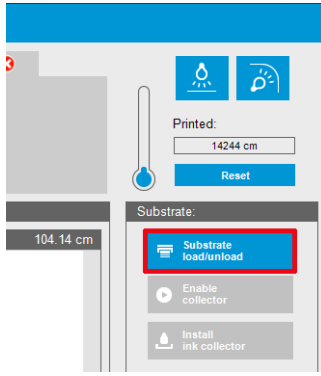 Printed:
14244 cm
Reset
Substrate:
104.14 cm
Substrate
load/unload
Enable
collector
Install
ink collector